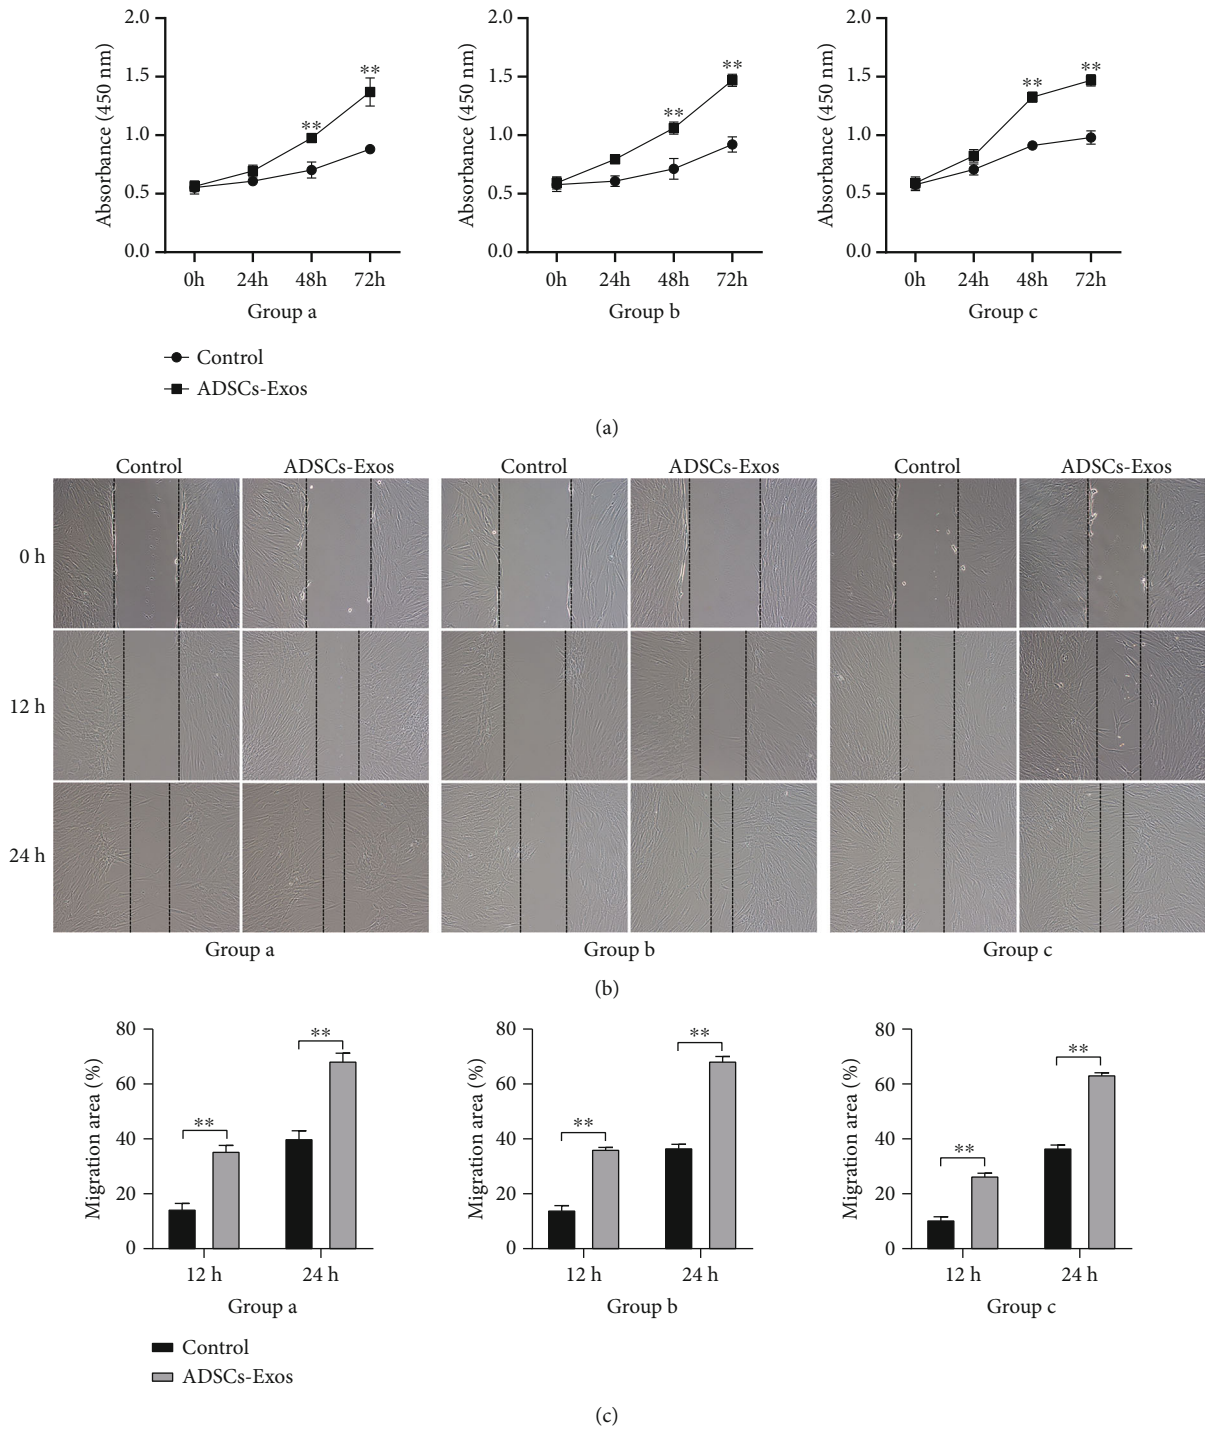 2.0 2.0 2.0
Absorbance (450 nm) Absorbance (450 nm) Absorbance (450 nm)
** ** **
1.5 1.5 1.5
** ** **
1.0 1.0 1.0
0.5 0.5 0.5
0.0 0.0 0.0
0h 24h 48h 72h 0h 24h 48h 72h 0h 24h 48h 72h
Group a Group b Group c
Control
ADSCs-Exos
(a)
Control ADSCs-Exos Control ADSCs-Exos Control ADSCs-Exos
0 h
12 h
24 h
Group a Group b Group c
(b)
80 80 80
** ** **
Migration area (%) Migration area (%) Migration area (%)
60 60 60
40 40 40
** ** **
20 20 20
0 0 0
12 h 24 h 12 h 24 h 12 h 24 h
Group a Group b Group c
Control
ADSCs-Exos
(c)